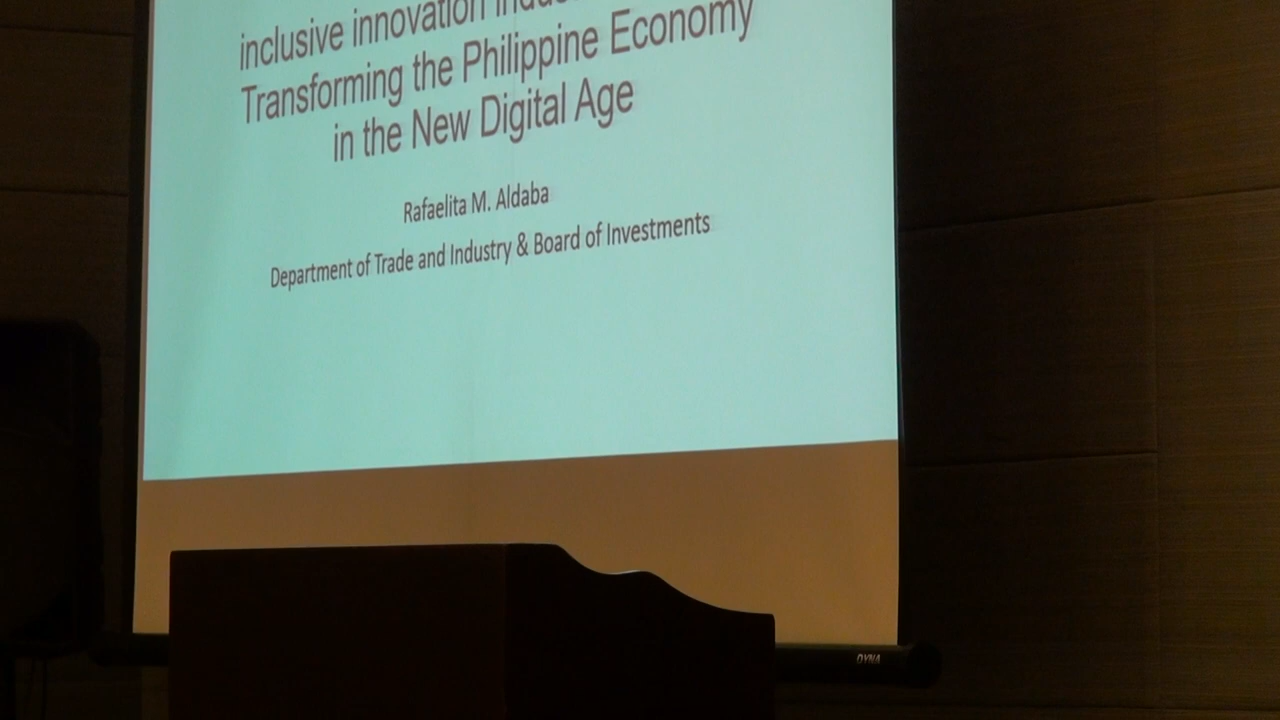 inclusive innovation
Transforming the Philippine Economy
in the New Digital Age
Rafaelita M. Aldaba
Department of Trade and Industry & Board of Investments
DYNA